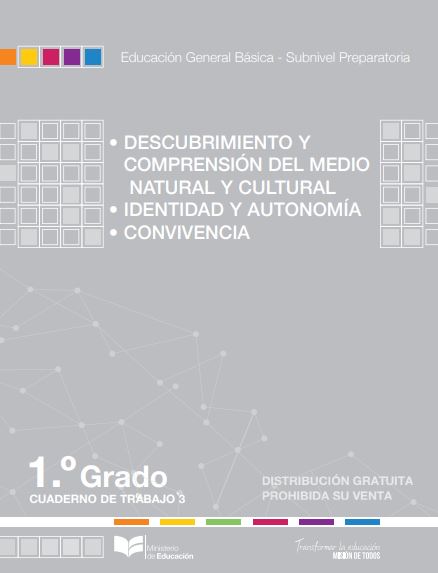 Educación General Básica - Subnivel Preparatoria
• DESCUBRIMIENTO Y
COMPRENSIÓN DEL MEDIO
NATURAL Y CULTURAL
• IDENTIDAD Y AUTONOMÍA
• CONVIVENCIA
1.º Grado
CUADERNO DE TRABAJO 3
DISTRIBUCIÓN GRATUITA
PROHIBIDA SU VENTA
Ministerio
de Educación
Transformar la educación
MISIÓN DE TODOS